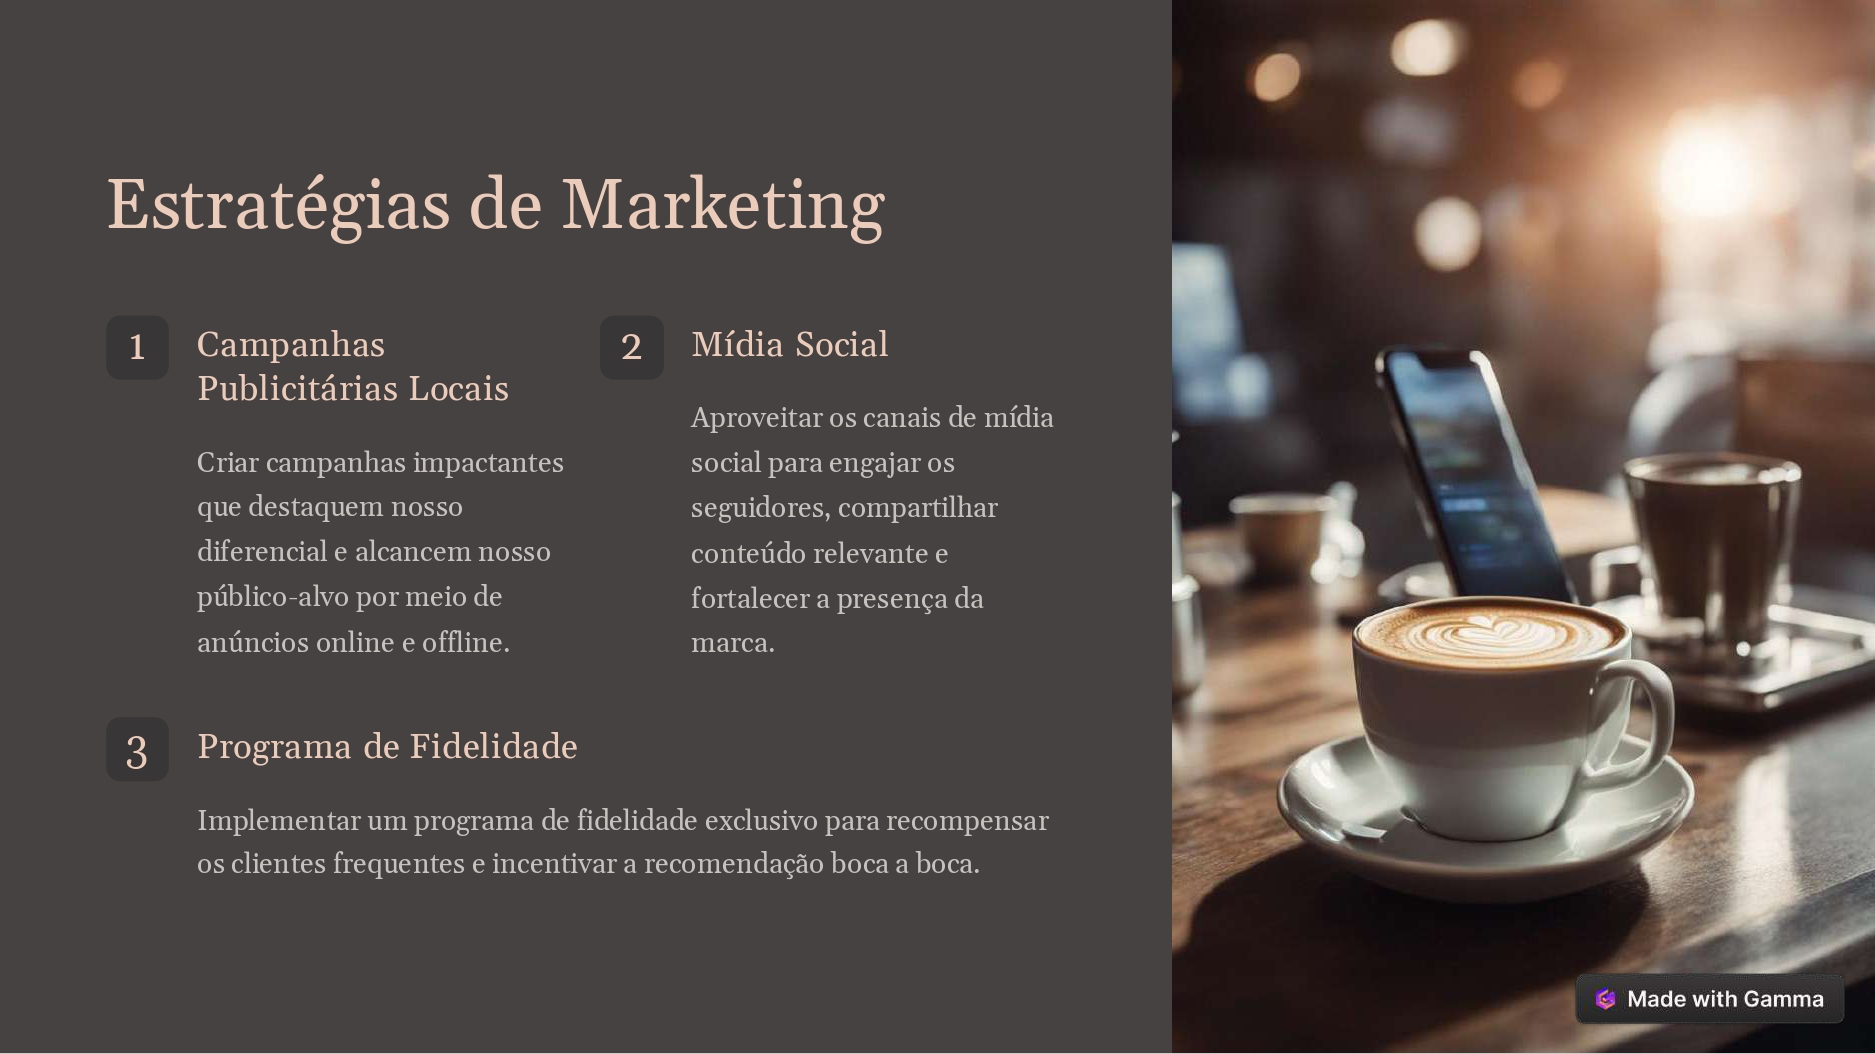 Estratégias de Marketing
1
Campanhas
Publicitárias Locais
Criar campanhas impactantes
que destaquem nosso
diferencial e alcancem nosso
público-alvo por meio de
anúncios online e offline.
2
Mídia Social
Aproveitar os canais de mídia
social para engajar os
seguidores, compartilhar
conteúdo relevante e
fortalecer a presença da
marca.
3
Programa de Fidelidade
Implementar um programa de fidelidade exclusivo para recompensar
os clientes frequentes e incentivar a recomendação boca a boca.
Made with Gamma